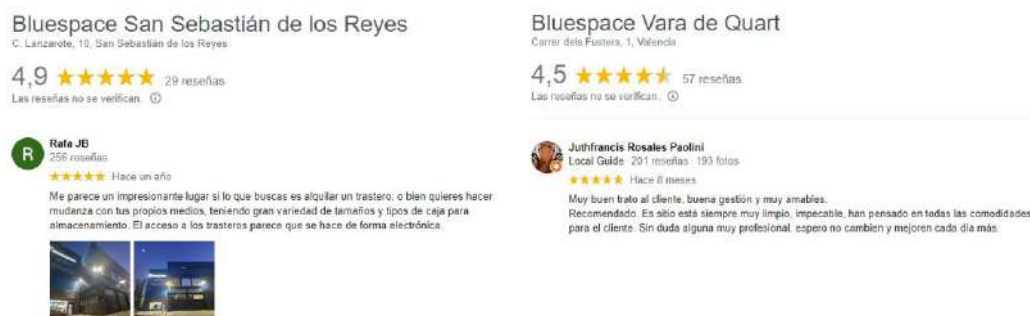 Bluespace San Sebastián de los Reyes
C. Lanzarote, 10, San Sebastián de los Reyes
4,9
29 reseñas
Las reseñas no se verifican.
R
Rafa JB
256 reseñas
Hace un año
Me parece un impresionante lugar si lo que buscas es alquilar un trastero, o bien quieres hacer
mudanza con tus propios medios, teniendo gran variedad de tamaños y tipos de caja para
almacenamiento. El acceso a los trasteros parece que se hace de forma electrónica.
Bluespace Vara de Quart
Carrer dels Fusters, 1, Valencia
4,5
57 reseñas
Las reseñas no se verifican.
Juthfrancis Rosales Paolini
Local Guide · 201 reseñas · 193 fotos
Hace 8 meses
Muy buen trato al cliente, buena gestión y muy amables.
Recomendado. Es sitio está siempre muy limpio, impecable, han pensado en todas las comodidades
para el cliente. Sin duda alguna muy profesional, espero no cambien y mejoren cada día más.